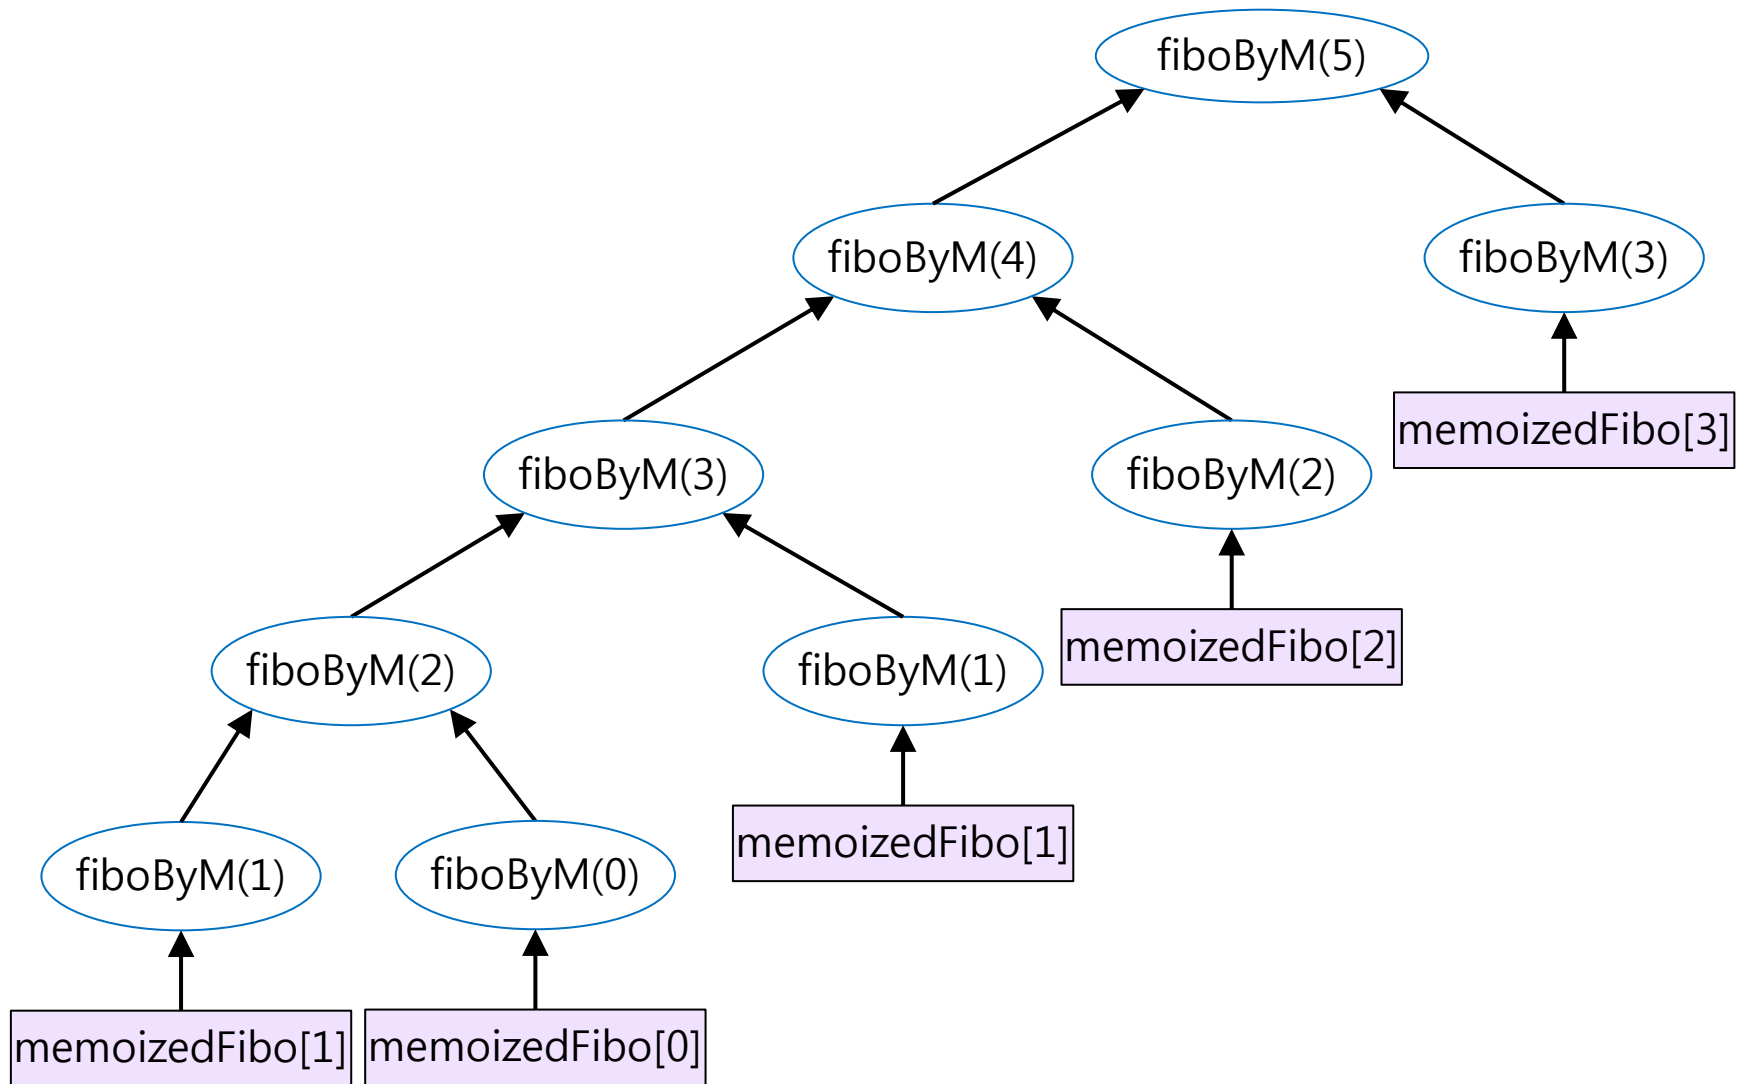 fiboByM(5)
fiboByM(4)
fiboByM(3)
memoizedFibo[3]
fiboByM(3)
fiboByM(2)
memoizedFibo[2]
fiboByM(2)
fiboByM(1)
memoizedFibo[1]
fiboByM(1)
fiboByM(0)
memoizedFibo[1]
memoizedFibo[0]